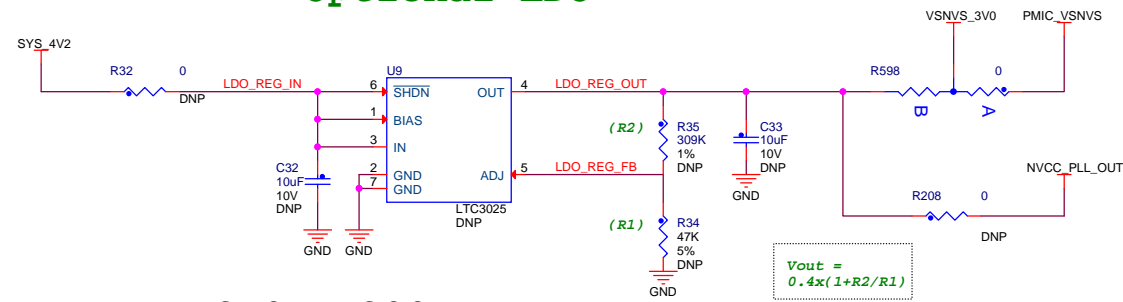 VSNVS_3V0 PMIC_VSNVS
SYS_4V2
R32 0
DNP
LDO_REG_IN
U9
6 SHDN OUT 4
1 BIAS
3 IN
2 GND ADJ 5
7 GND
LTC3025
DNP
C32
10uF
10V
DNP
GND GND
LDO_REG_OUT
(R2) R35
309K
1%
DNP
C33
10uF
10V
DNP
GND
LDO_REG_FB
(R1) R34
47K
5%
DNP
GND
R598 0
B A
NVCC_PLL_OUT
R208 0
DNP
Vout =
0.4x(1+R2/R1)